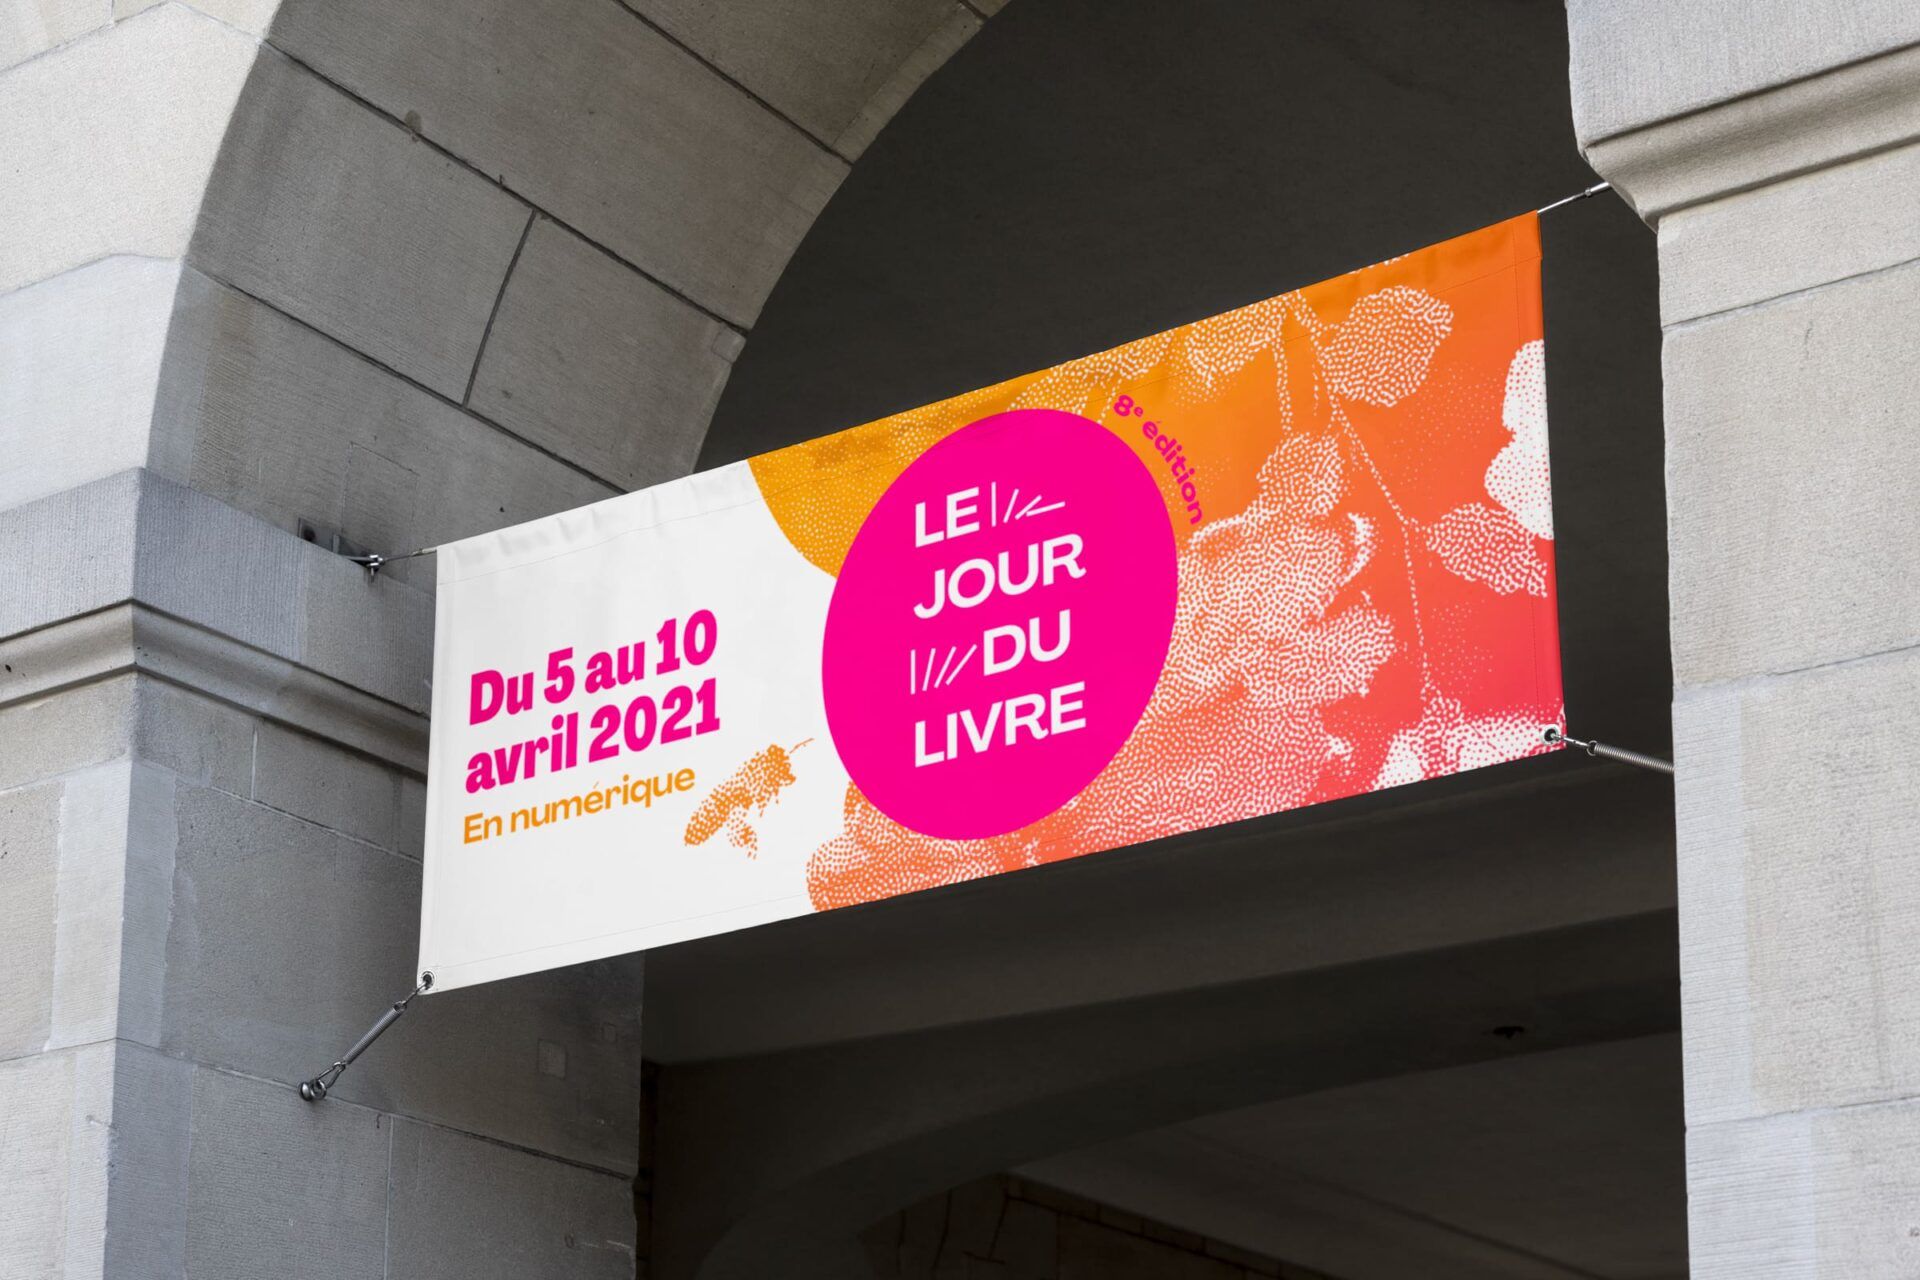 Du 5 au 10
avril 2021
En numérique
LE
JOUR
DU
LIVRE
8e édition